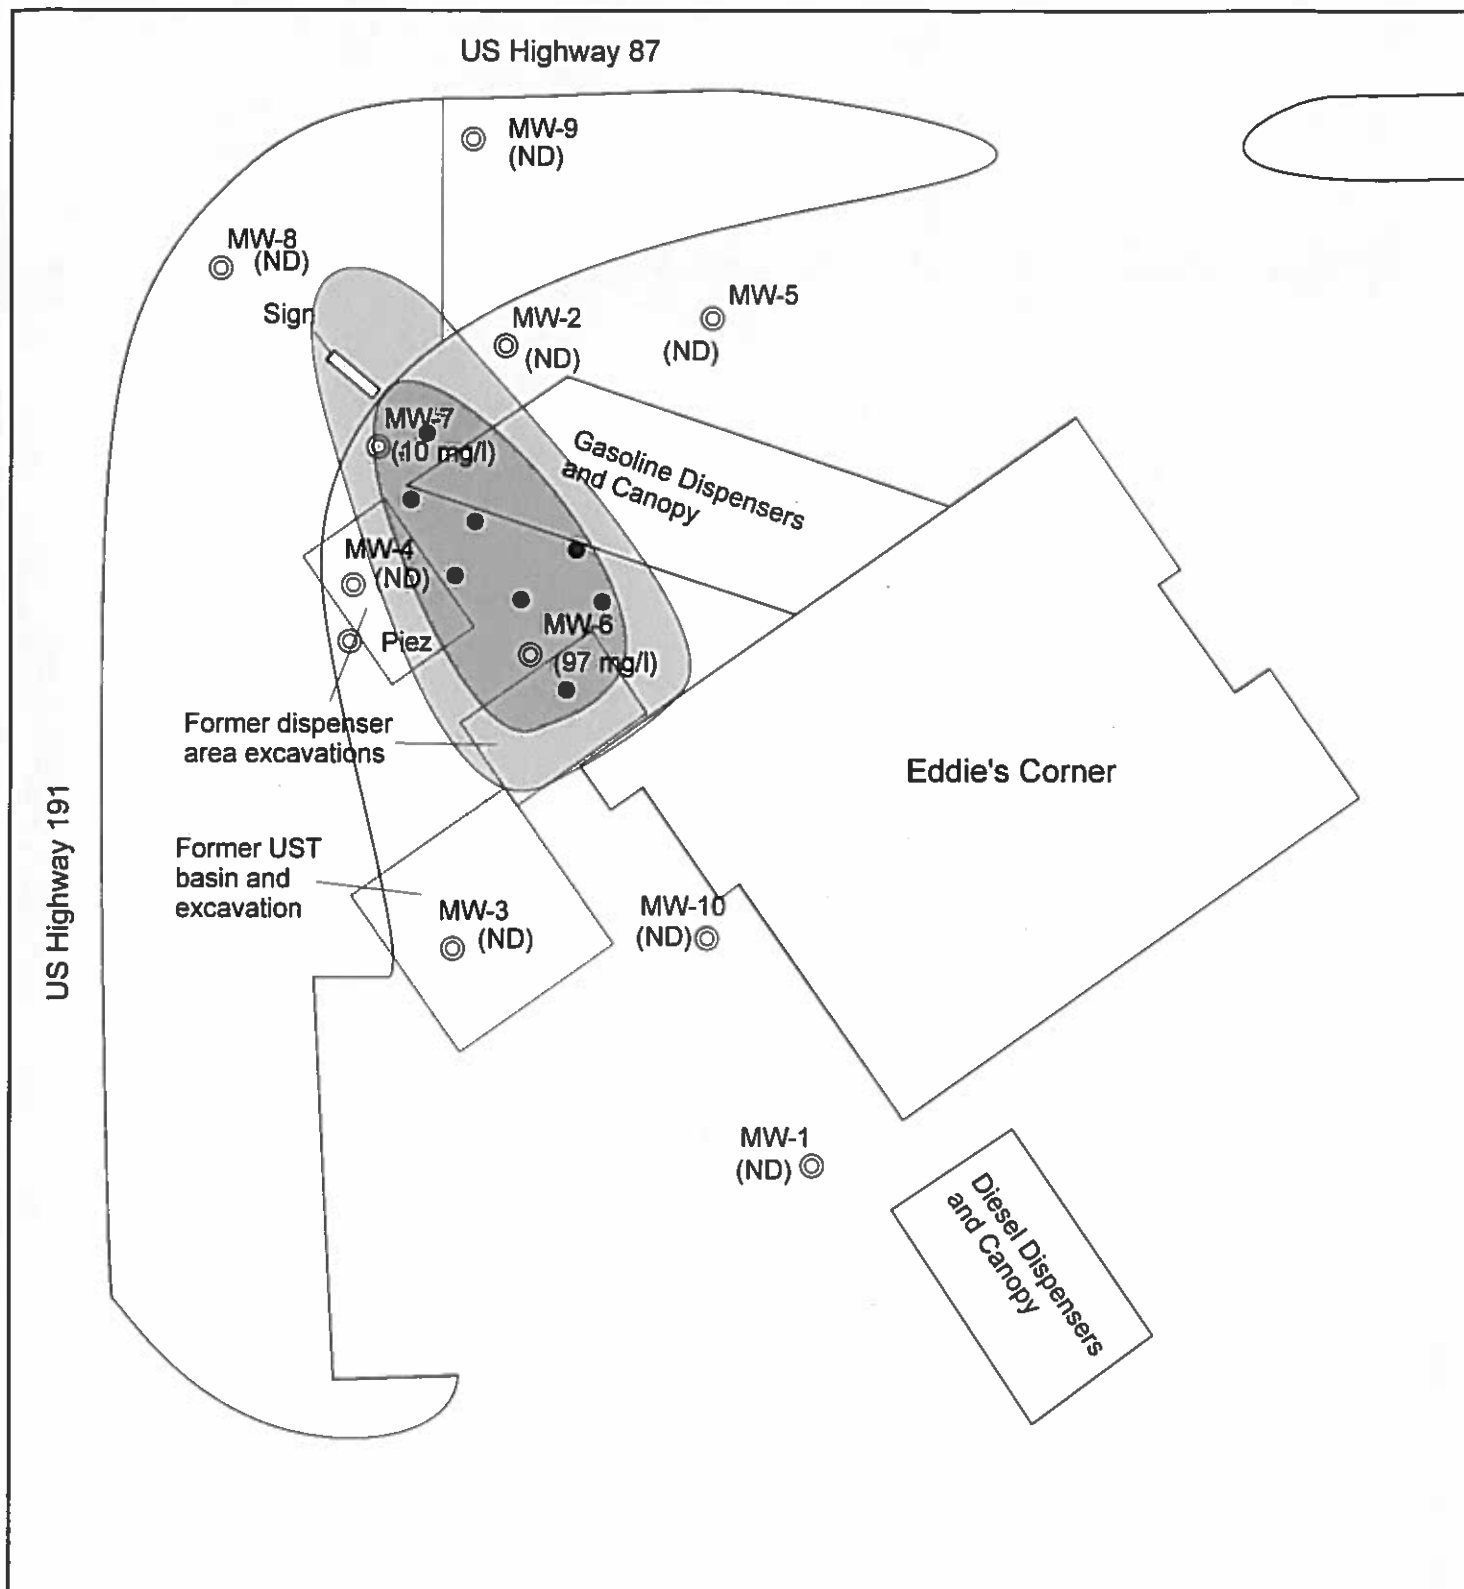 US Highway 87
MW-9
(ND)
MW-8
(ND)
Sign
MW-2
(ND)
MW-5
(ND)
MW-7
(10 mg/l)
Gasoline Dispensers
and Canopy
MW-4
(ND)
Piez
MW-6
(97 mg/l)
Former dispenser
area excavations
Eddie's Corner
US Highway 191
Former UST
basin and
excavation
MW-3
(ND)
MW-10
(ND)
MW-1
(ND)
Diesel Dispensers
and Canopy